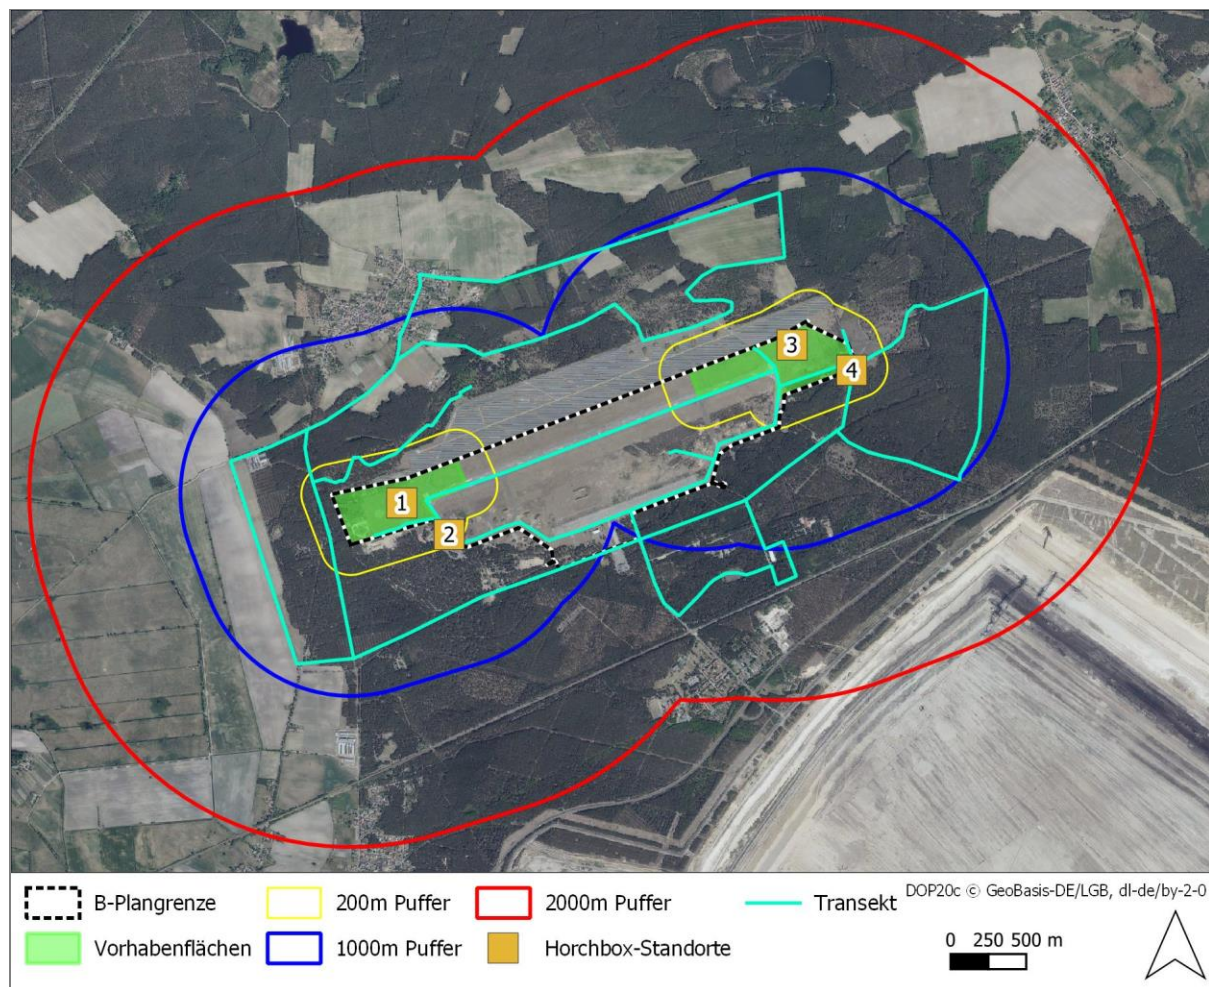 3
4
1
2
B-Plangrenze
200m Puffer
2000m Puffer
Transekt
DOP20c © GeoBasis-DE/LGB, dl-de/by-2-0
Vorhabenflächen
1000m Puffer
Horchbox-Standorte
0 250 500 m